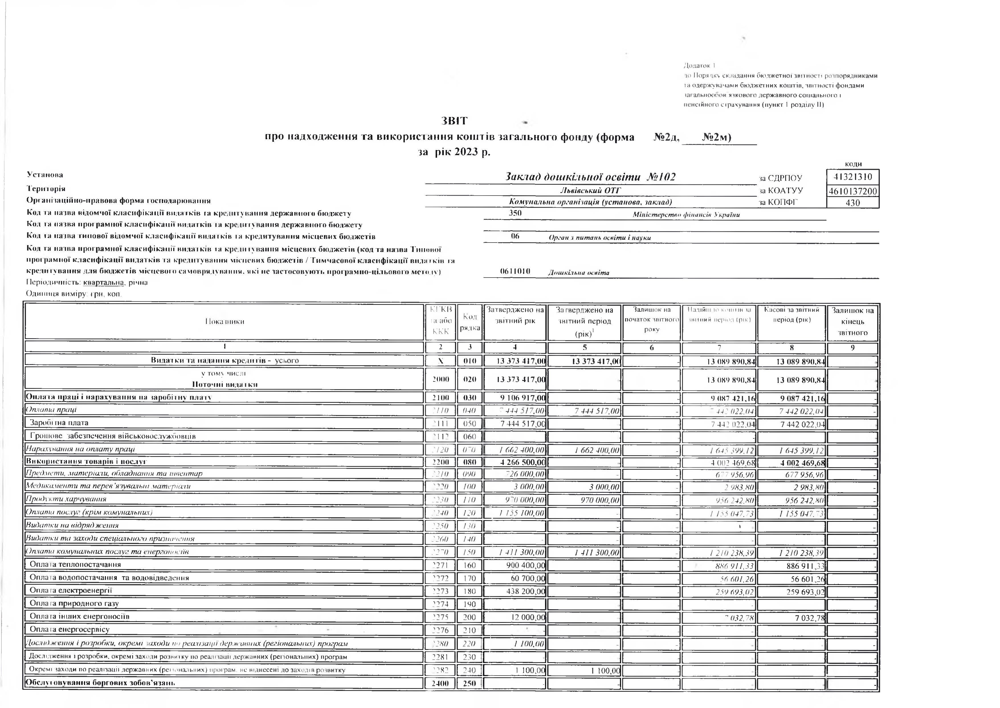 Додаток 1
до Порядку складання бюджетної звітності розпорядниками
та одержувачами бюджетних коштів, звітності фондами
загальнообов язкового державного соціального і
пенсійного страхування (пункт 1 розділу II)
ЗВІТ
про надходження та використання коштів загального фонду (форма №2д, №2м)
за рік 2023 р.
коди
Установа Заклад дошкільної освіти №102 за ЄДРПОУ 41321310
Територія Львівський ОТГ за КОАТУУ 4610137200
Організаційно-правова форма господарювання Комунальна організація (установа, заклад) за КОПФГ 430
Код та назва відомчої класифікації видатків та кредитування державного бюджету 350 Міністерство фінансів України
Код та назва програмної класифікації видатків та кредитування державного бюджету
Код та назва типової відомчої класифікації видатків та кредитування місцевих бюджетів 06 Орган з питань освіти і науки
Код та назва програмної класифікації видатків та кредитування місцевих бюджетів (код та назва Типової
програмної класифікації видатків та кредитування місцевих бюджетів / Тимчасової класифікації видатків та
кредитування для бюджетів місцевого самоврядування, які не застосовують програмно-цільового методу) 0611010 Дошкільна освіта
Періодичність: квартальна, річна
Одиниця виміру: грн, коп.
Показники КЕКВ та або ККК Код рядка Затверджено на звітний рік Затверджено на звітний період (рік)1 Залишок на початок звітного року Надійшло коштів за звітний період (рік) Касові за звітний період (рік) Залишок на кінець звітного
1 2 3 4 5 6 7 8 9
Видатки та надання кредитів - усього X 010 13 373 417,00 13 373 417,00 - 13 089 890,84 13 089 890,84 -
у тому числі
Поточні видатки 2000 020 13 373 417,00 - - 13 089 890,84 13 089 890,84 -
Оплата праці і нарахування на заробітну плату 2100 030 9 106 917,00 - - 9 087 421,16 9 087 421,16 -
Оплата праці 2110 040 7 444 517,00 7 444 517,00 - 7 442 022,04 7 442 022,04 -
Заробітна плата 2111 050 7 444 517,00 - - 7 442 022,04 7 442 022,04 -
Грошове забезпечення військовослужбовців 2112 060 - - - - - -
Нарахування на оплату праці 2120 070 1 662 400,00 1 662 400,00 - 1 645 399,12 1 645 399,12 -
Використання товарів і послуг 2200 080 4 266 500,00 - - 4 002 469,68 4 002 469,68 -
Предмети, матеріали, обладнання та інвентар 2210 090 726 000,00 - - 677 956,96 677 956,96 -
Медикаменти та перев'язувальні матеріали 2220 100 3 000,00 3 000,00 - 2 983,80 2 983,80 -
Продукти харчування 2230 110 970 000,00 970 000,00 - 956 242,80 956 242,80 -
Оплата послуг (крім комунальних) 2240 120 1 155 100,00 - - 1 155 047,73 1 155 047,73 -
Видатки на відрядження 2250 130 - - - - -
Видатки та заходи спеціального призначення 2260 140 - - - - - -
Оплата комунальних послуг та енергоносіїв 2270 150 1 411 300,00 1 411 300,00 - 1 210 238,39 1 210 238,39 -
Оплата теплопостачання 2271 160 900 400,00 - - 886 911,33 886 911,33 -
Оплата водопостачання та водовідведення 2272 170 60 700,00 - - 56 601,26 56 601,26 -
Оплата електроенергії 2273 180 438 200,00 - - 259 693,02 259 693,02 -
Оплата природного газу 2274 190 - - - - - -
Оплата інших енергоносіїв 2275 200 12 000,00 - - 7 032,78 7 032,78 -
Оплата енергосервісу 2276 210 - - - - - -
Дослідження і розробки, окремі заходи по реалізації державних (регіональних) програм 2280 220 1 100,00 - - - - -
Дослідження і розробки, окремі заходи розвитку по реалізації державних (регіональних) програм 2281 230 - - - - - -
Окремі заходи по реалізації державних (регіональних) програм, не віднесені до заходів розвитку 2282 240 1 100,00 1 100,00 - - - -
Обслуговування боргових зобов'язань 2400 250 - - - - - -